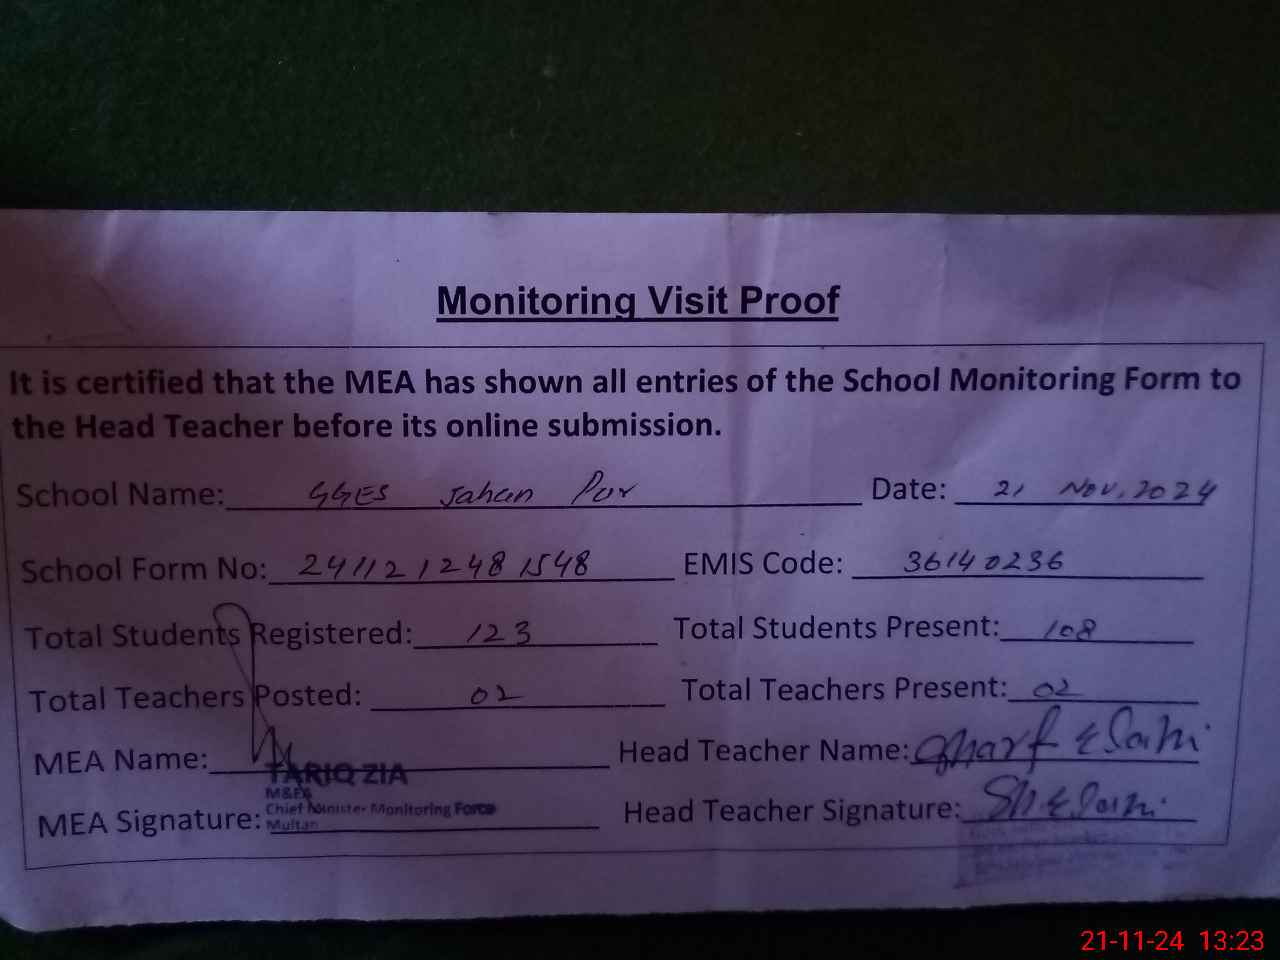 Monitoring Visit Proof
It is certified that the MEA has shown all entries of the School Monitoring Form to
the Head Teacher before its online submission.
School Name: GGES Jahan Pur Date: 21 Nov, 2024
School Form No: 2411212481548 EMIS Code: 36140236
Total Students Registered: 123 Total Students Present: 108
Total Teachers Posted: 02 Total Teachers Present: 02
MEA Name: Head Teacher Name:
TARIQ ZIA
M&EA
Chief Minister Monitoring Force
Multan
MEA Signature: Head Teacher Signature:
21-11-24 13:23